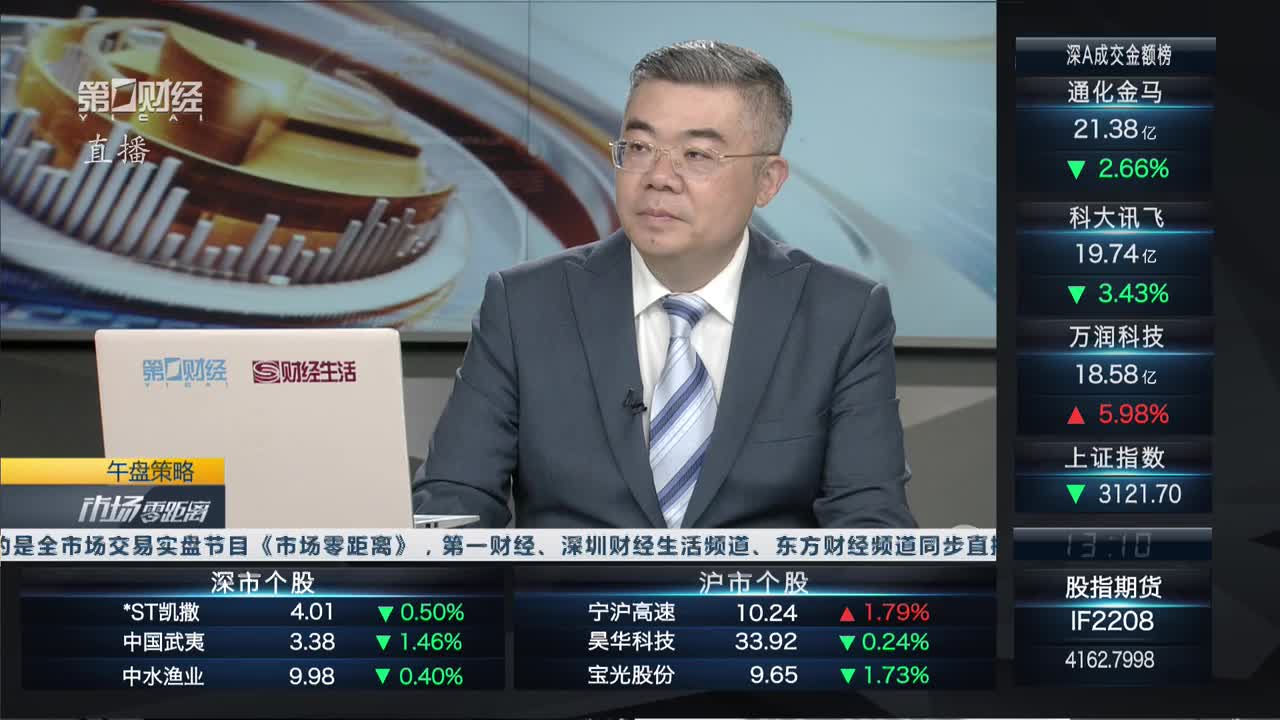 第一财经
YICAI
直播
第一财经
YICAI
财经生活
午盘策略
市场零距离
的是全市场交易实盘节目《市场零距离》，第一财经、深圳财经生活频道、东方财经频道同步直播
深市个股
*ST凯撒 4.01 ▼0.50%
中国武夷 3.38 ▼1.46%
中水渔业 9.98 ▼0.40%
沪市个股
宁沪高速 10.24 ▲1.79%
昊华科技 33.92 ▼0.24%
宝光股份 9.65 ▼1.73%
深A成交金额榜
通化金马
21.38亿
▼ 2.66%
科大讯飞
19.74亿
▼ 3.43%
万润科技
18.58亿
▲ 5.98%
上证指数
▼ 3121.70
13:10
股指期货
IF2208
4162.7998